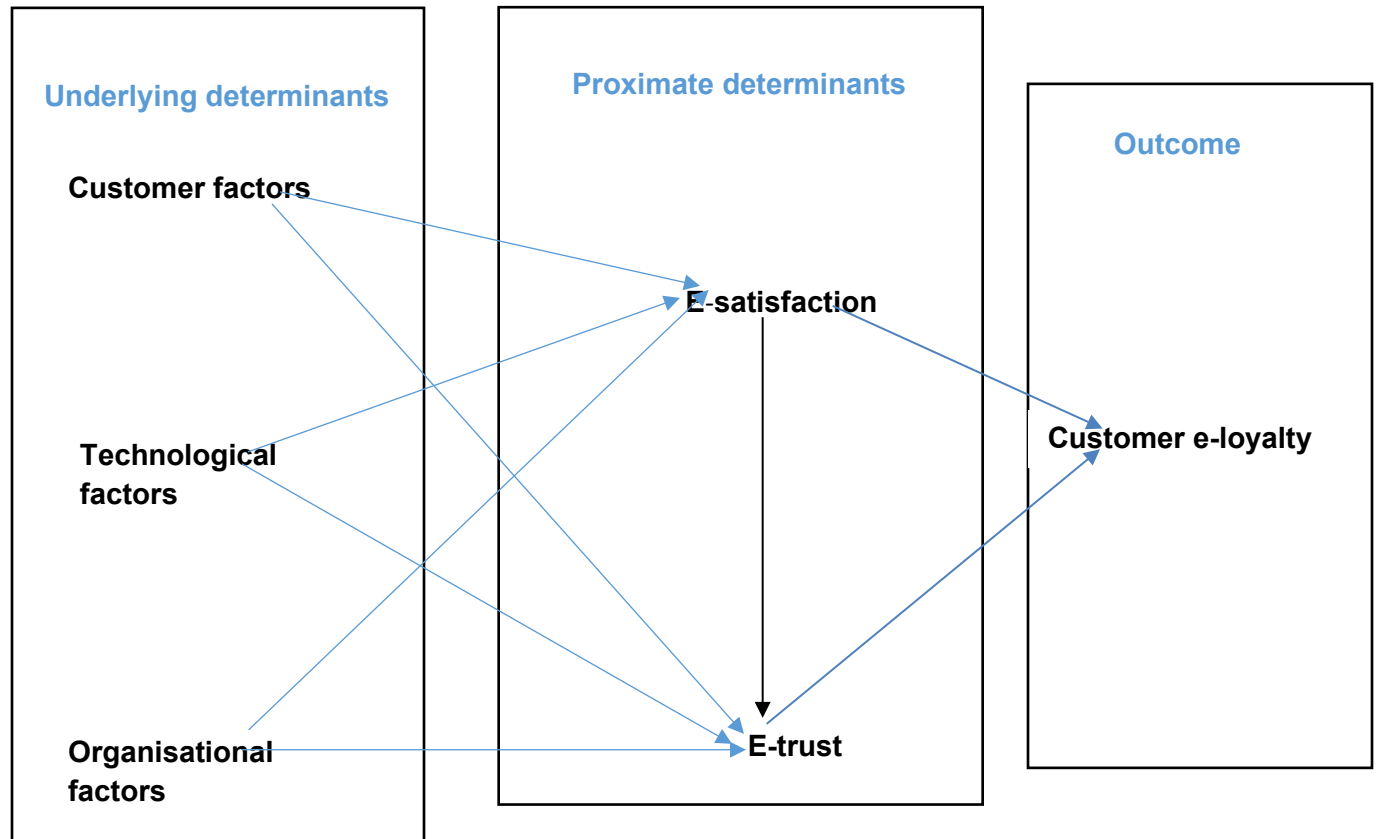 Underlying determinants
Customer factors
Technological
factors
Organisational
factors
Proximate determinants
E-satisfaction
E-trust
Outcome
Customer e-loyalty